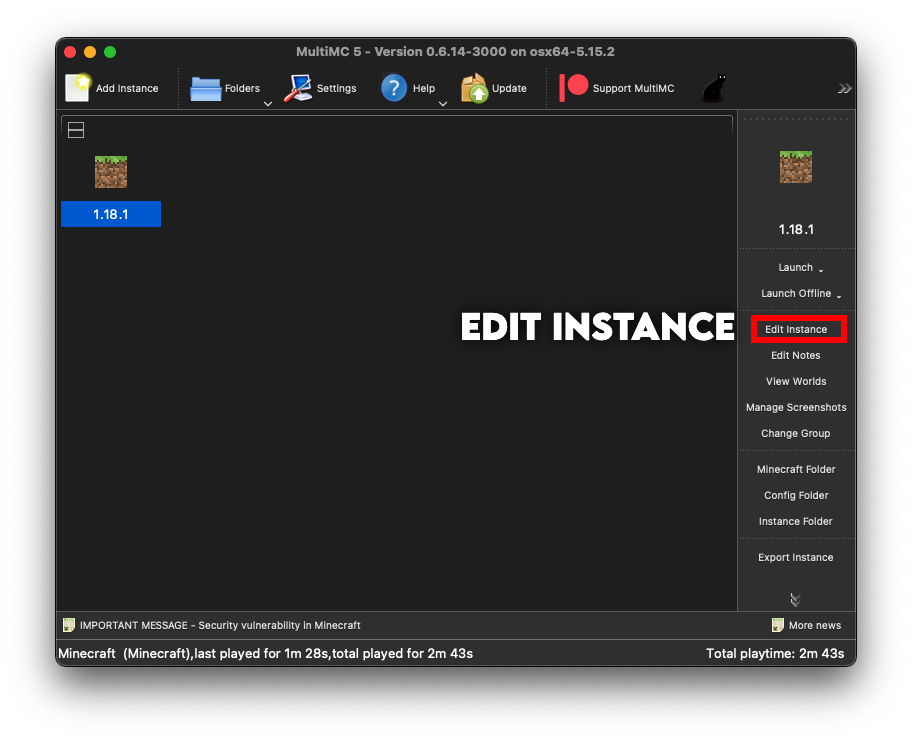 MultiMC 5 - Version 0.6.14-3000 on osx64-5.15.2
Add Instance Folders Settings Help Update Support MultiMC
1.18.1
1.18.1
Launch
Launch Offline
EDIT INSTANCE
Edit Instance
Edit Notes
View Worlds
Manage Screenshots
Change Group
Minecraft Folder
Config Folder
Instance Folder
Export Instance
IMPORTANT MESSAGE - Security vulnerability in Minecraft
More news
Minecraft (Minecraft),last played for 1m 28s,total played for 2m 43s
Total playtime: 2m 43s